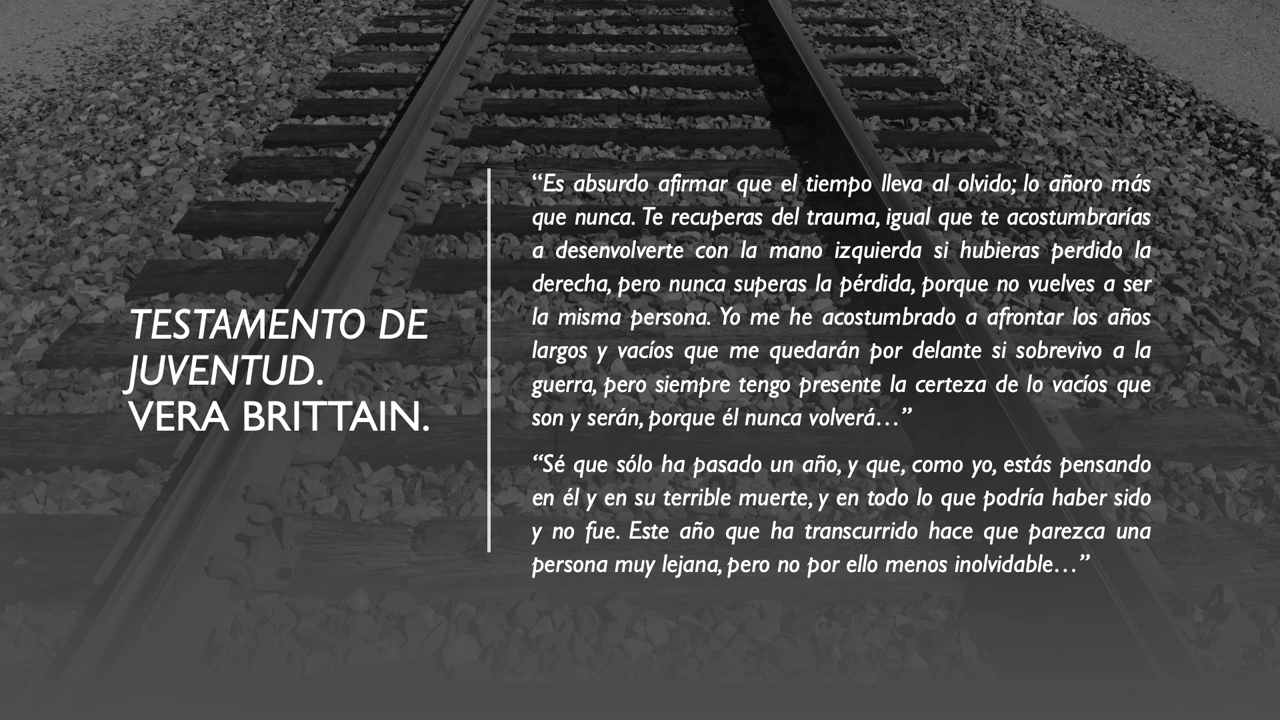 TESTAMENTO DE
JUVENTUD.
VERA BRITTAIN.
“Es absurdo afirmar que el tiempo lleva al olvido; lo añoro más
que nunca. Te recuperas del trauma, igual que te acostumbrarías
a desenvolverte con la mano izquierda si hubieras perdido la
derecha, pero nunca superas la pérdida, porque no vuelves a ser
la misma persona. Yo me he acostumbrado a afrontar los años
largos y vacíos que me quedarán por delante si sobrevivo a la
guerra, pero siempre tengo presente la certeza de lo vacíos que
son y serán, porque él nunca volverá…”
“Sé que sólo ha pasado un año, y que, como yo, estás pensando
en él y en su terrible muerte, y en todo lo que podría haber sido
y no fue. Este año que ha transcurrido hace que parezca una
persona muy lejana, pero no por ello menos inolvidable…”